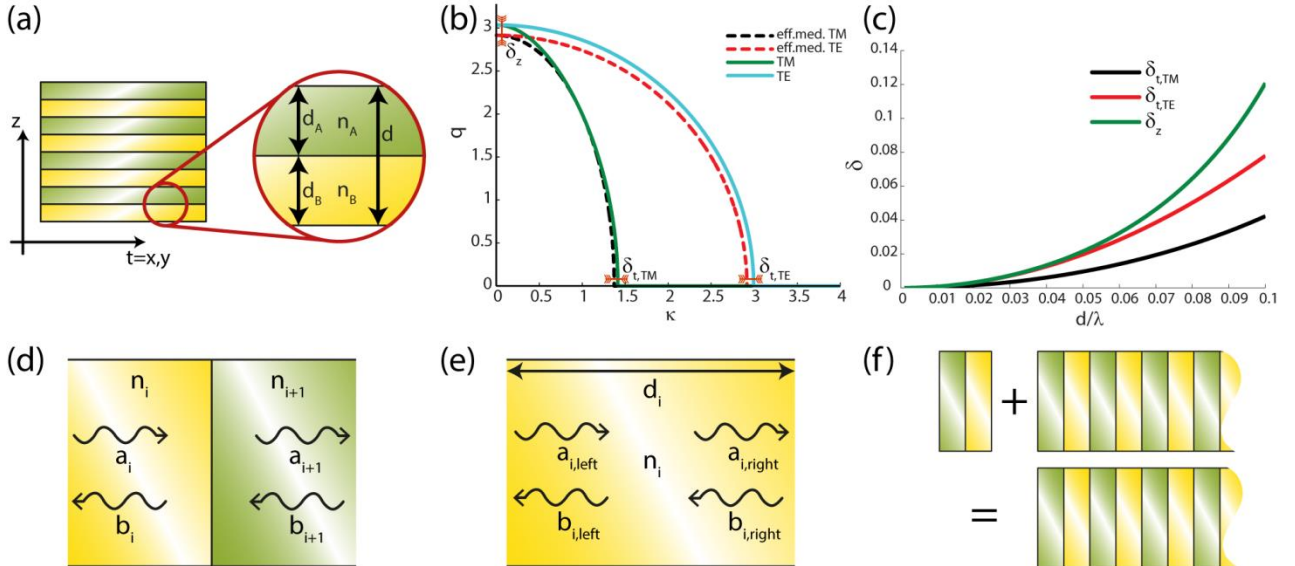 (a)
z
t=x,y
d_A
n_A
d
d_B
n_B
(b)
q
3
2.5
2
1.5
1
0.5
0
δ_z
eff.med. TM
eff.med. TE
TM
TE
δ_t,TM
δ_t,TE
0
0.5
1
1.5
2
2.5
3
3.5
4
κ
(c)
0.14
0.12
0.10
0.08
0.06
0.04
0.02
0
δ
δ_t,TM
δ_t,TE
δ_z
0
0.01
0.02
0.03
0.04
0.05
0.06
0.07
0.08
0.09
0.1
d/λ
(d)
n_i
n_i+1
a_i
a_i+1
b_i
b_i+1
(e)
d_i
a_i,left
a_i,right
n_i
b_i,left
b_i,right
(f)
+
=